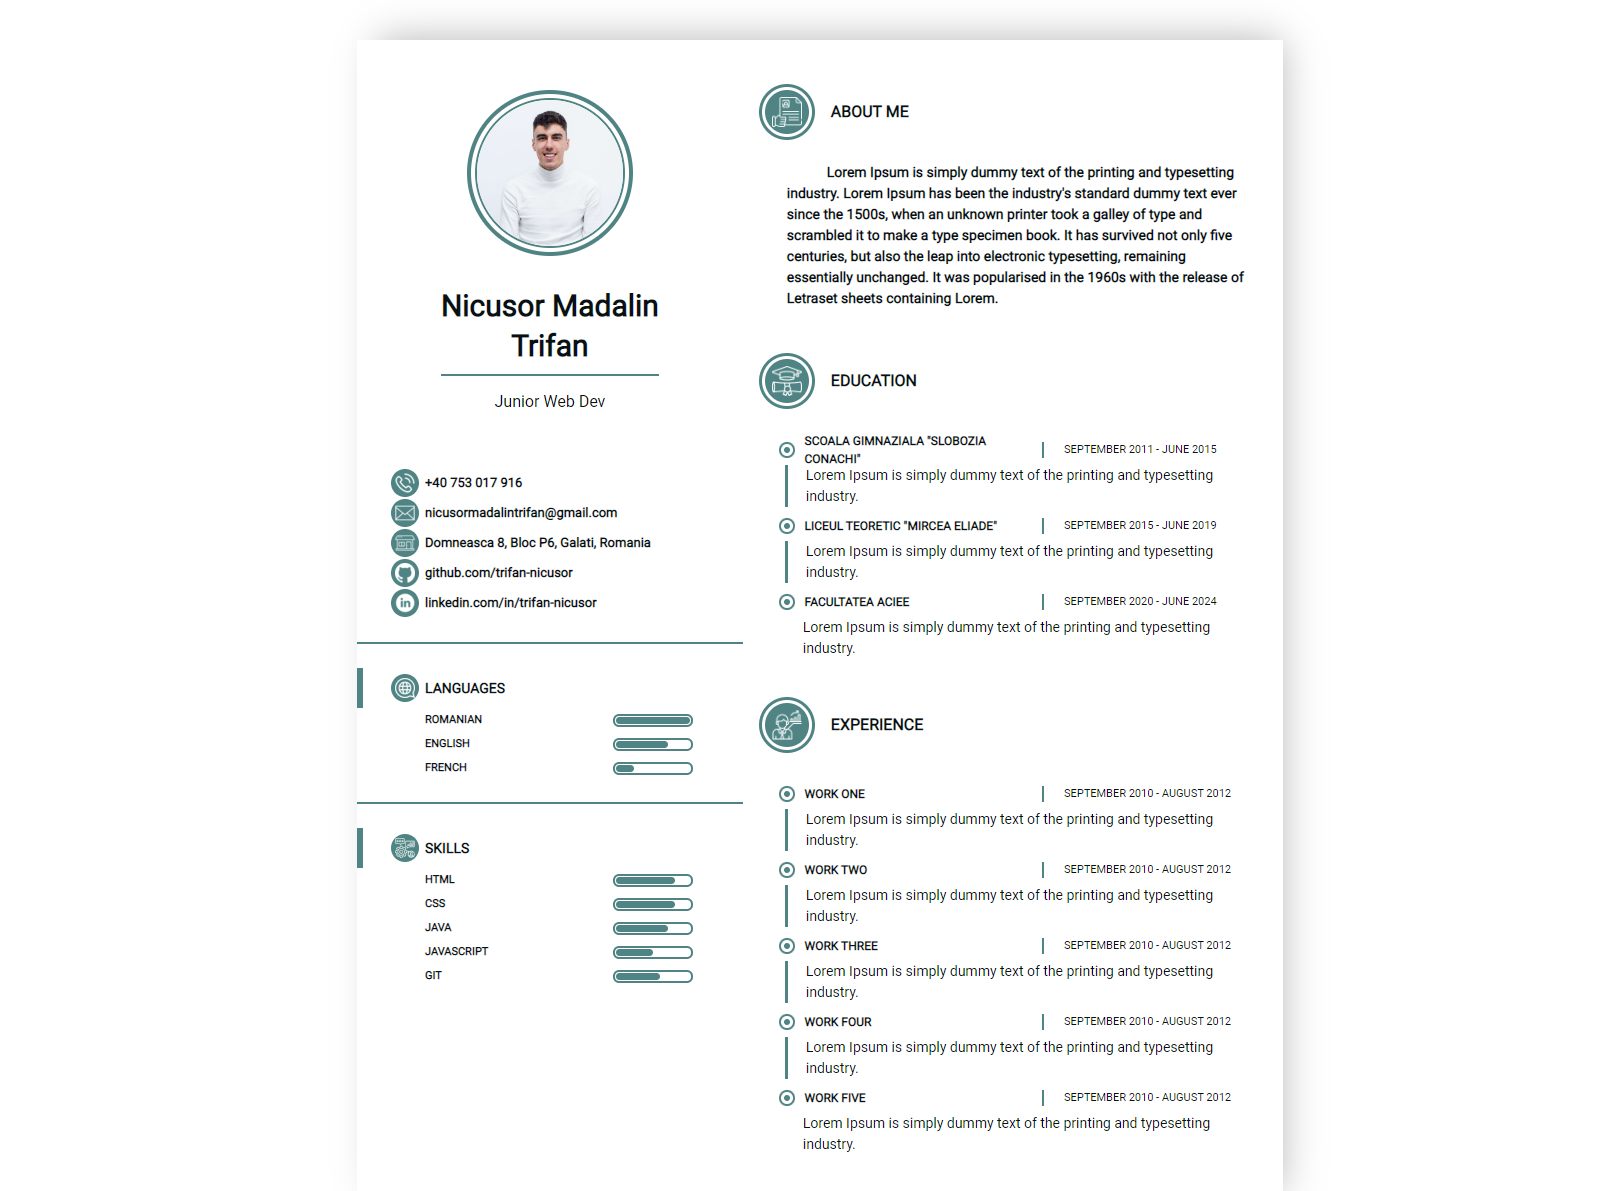 Nicusor Madalin
Trifan
Junior Web Dev
+40 753 017 916
nicusormadalintrifan@gmail.com
Domneasca 8, Bloc P6, Galati, Romania
github.com/trifan-nicusor
linkedin.com/in/trifan-nicusor
LANGUAGES
ROMANIAN
ENGLISH
FRENCH
SKILLS
HTML
CSS
JAVA
JAVASCRIPT
GIT
ABOUT ME
Lorem Ipsum is simply dummy text of the printing and typesetting
industry. Lorem Ipsum has been the industry's standard dummy text ever
since the 1500s, when an unknown printer took a galley of type and
scrambled it to make a type specimen book. It has survived not only five
centuries, but also the leap into electronic typesetting, remaining
essentially unchanged. It was popularised in the 1960s with the release of
Letraset sheets containing Lorem.
EDUCATION
SCOALA GIMNAZIALA "SLOBOZIA
CONACHI"
SEPTEMBER 2011 - JUNE 2015
Lorem Ipsum is simply dummy text of the printing and typesetting
industry.
LICEUL TEORETIC "MIRCEA ELIADE"
SEPTEMBER 2015 - JUNE 2019
Lorem Ipsum is simply dummy text of the printing and typesetting
industry.
FACULTATEA ACIEE
SEPTEMBER 2020 - JUNE 2024
Lorem Ipsum is simply dummy text of the printing and typesetting
industry.
EXPERIENCE
WORK ONE
SEPTEMBER 2010 - AUGUST 2012
Lorem Ipsum is simply dummy text of the printing and typesetting
industry.
WORK TWO
SEPTEMBER 2010 - AUGUST 2012
Lorem Ipsum is simply dummy text of the printing and typesetting
industry.
WORK THREE
SEPTEMBER 2010 - AUGUST 2012
Lorem Ipsum is simply dummy text of the printing and typesetting
industry.
WORK FOUR
SEPTEMBER 2010 - AUGUST 2012
Lorem Ipsum is simply dummy text of the printing and typesetting
industry.
WORK FIVE
SEPTEMBER 2010 - AUGUST 2012
Lorem Ipsum is simply dummy text of the printing and typesetting
industry.